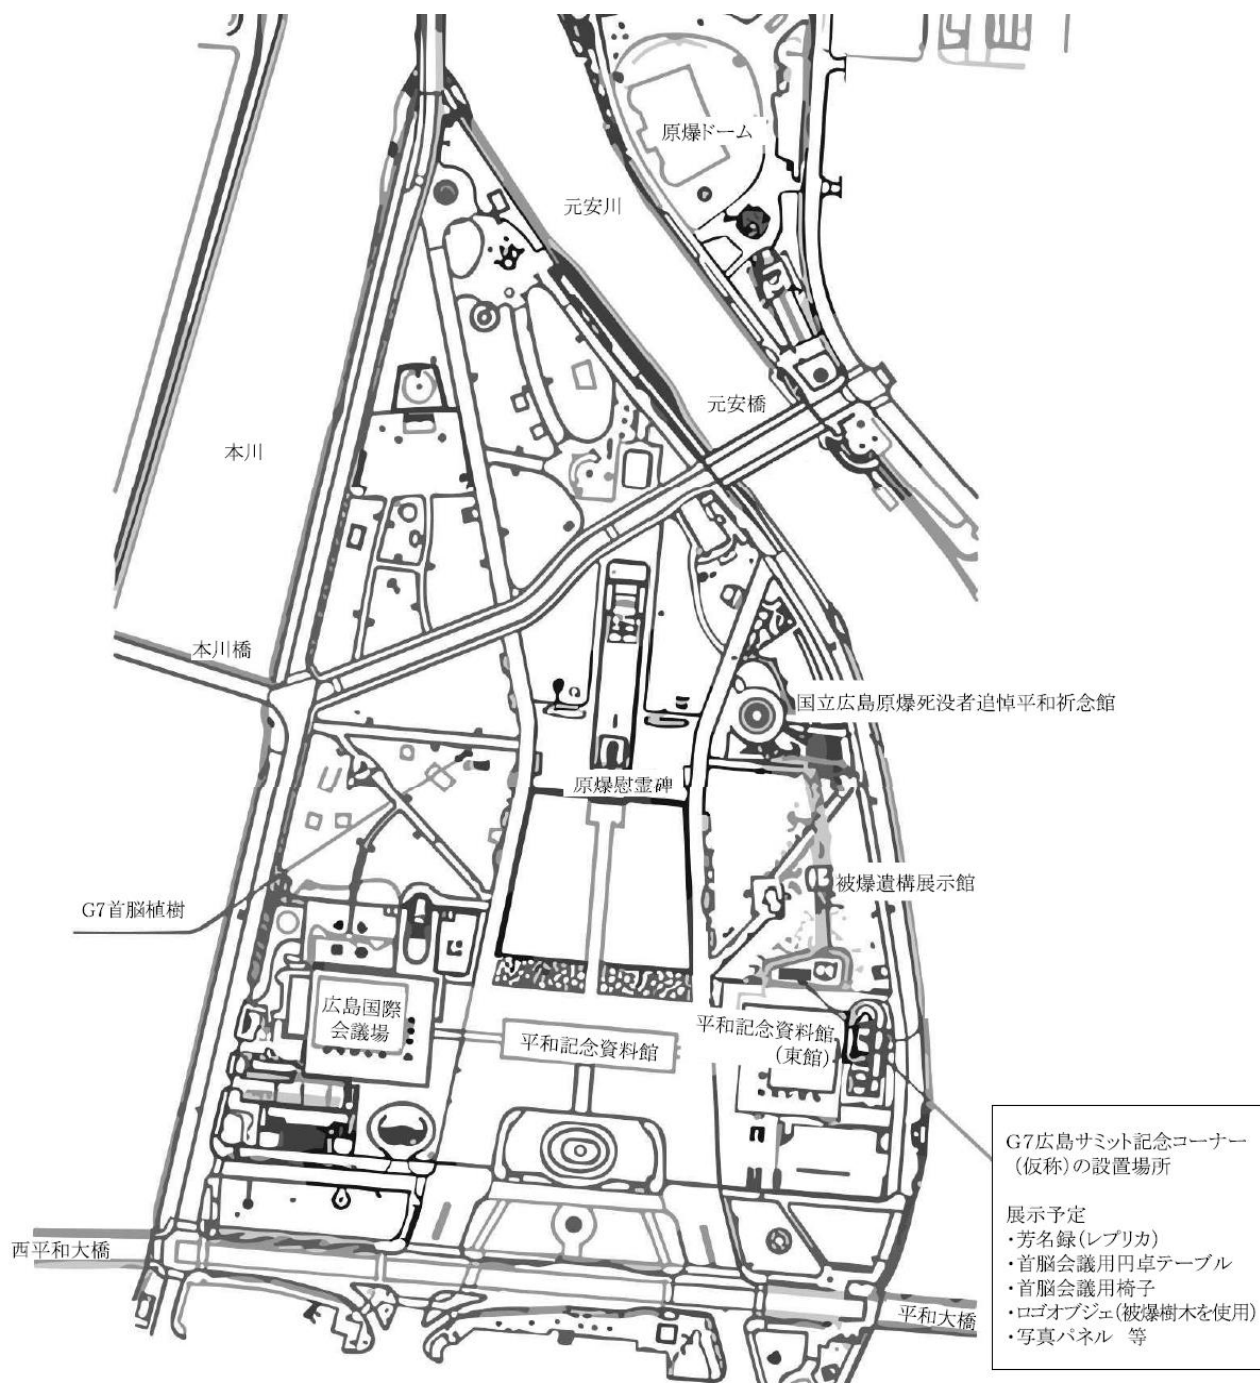 原爆ドーム
元安川
元安橋
本川
本川橋
国立広島原爆死没者追悼平和祈念館
原爆慰霊碑
被爆遺構展示館
G7首脳植樹
広島国際
会議場
平和記念資料館
平和記念資料館
(東館)
G7広島サミット記念コーナー
(仮称)の設置場所
展示予定
・芳名録(レプリカ)
・首脳会議用円卓テーブル
・首脳会議用椅子
・ロゴオブジェ(被爆樹木を使用)
・写真パネル 等
西平和大橋
平和大橋